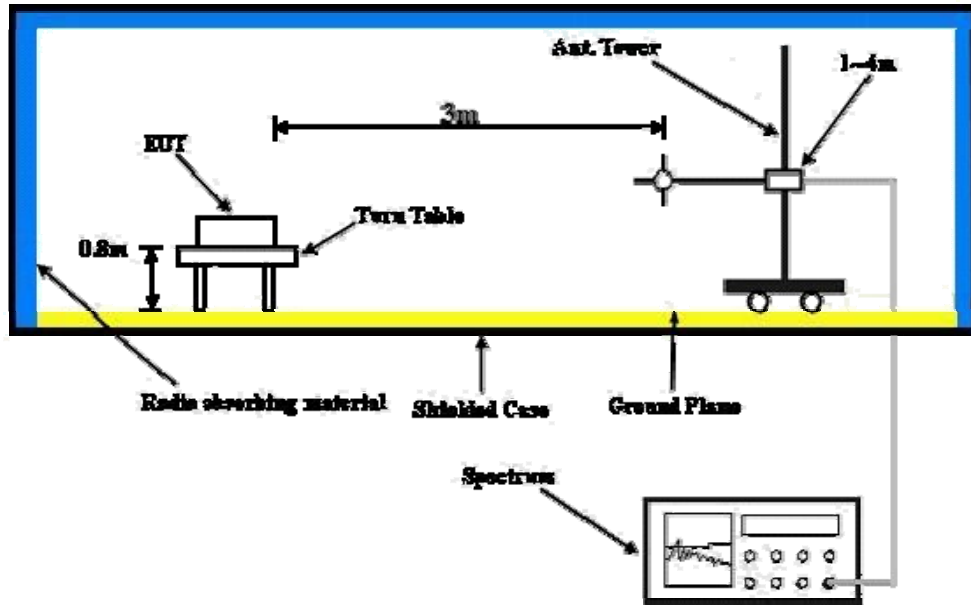 Ant. Tower
1~4m
3m
EUT
Turn Table
0.8m
Radio absorbing material
Shielded Case
Ground Plane
Spectrum